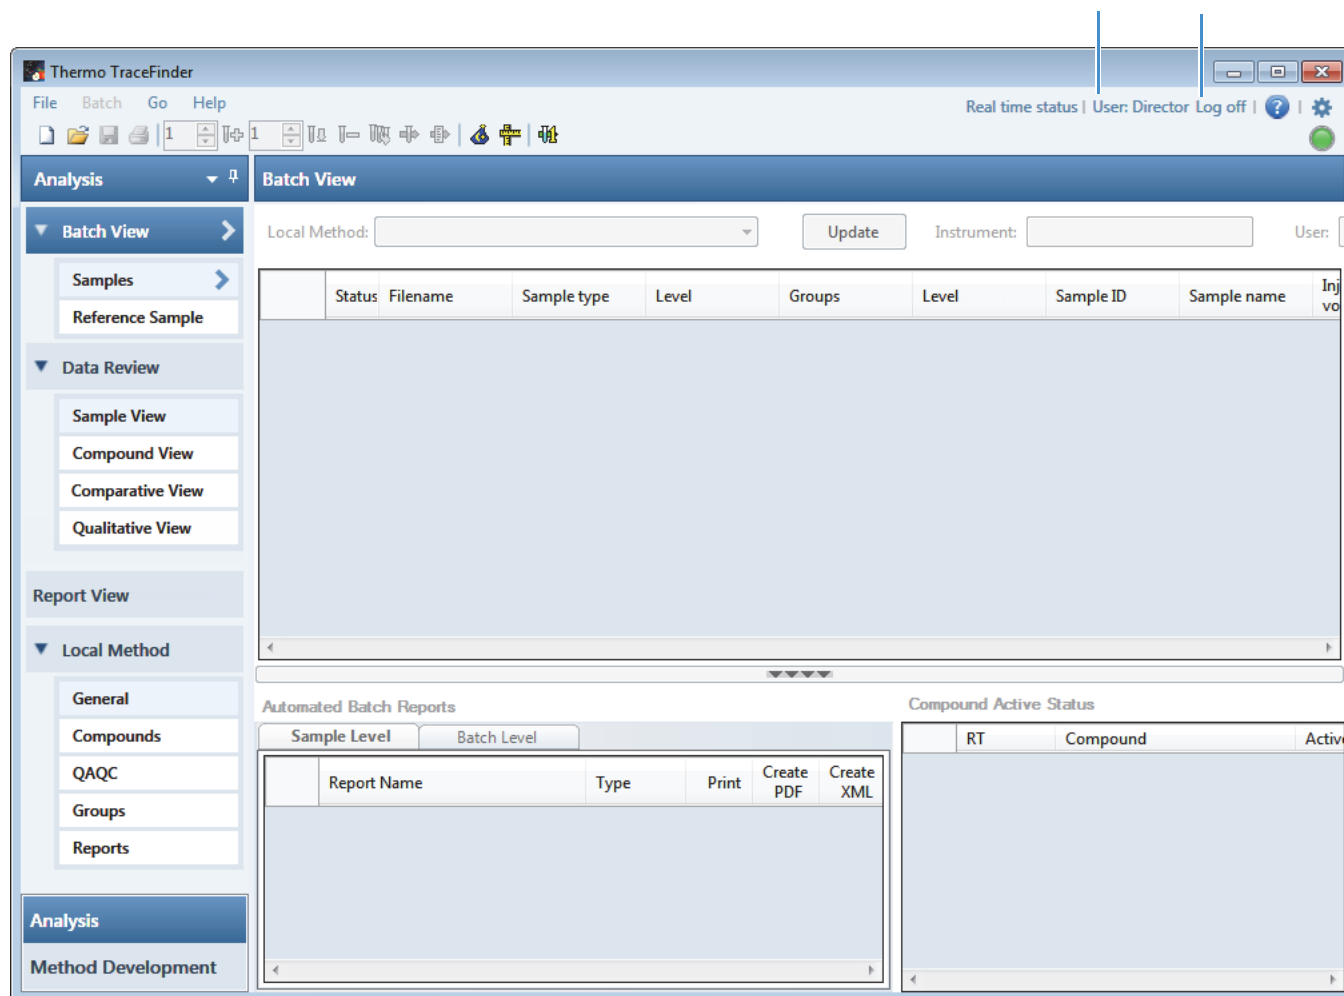 Thermo TraceFinder
File Batch Go Help
Real time status | User: Director Log off | ? |
1 1
Analysis
Batch View
Batch View
Samples
Reference Sample
Data Review
Sample View
Compound View
Comparative View
Qualitative View
Report View
Local Method
General
Compounds
QAQC
Groups
Reports
Analysis
Method Development
Local Method: Update Instrument: User:
Status Filename Sample type Level Groups Level Sample ID Sample name Inj
vo
Automated Batch Reports
Sample Level Batch Level
Report Name Type Print Create PDF Create XML
Compound Active Status
RT Compound Activ